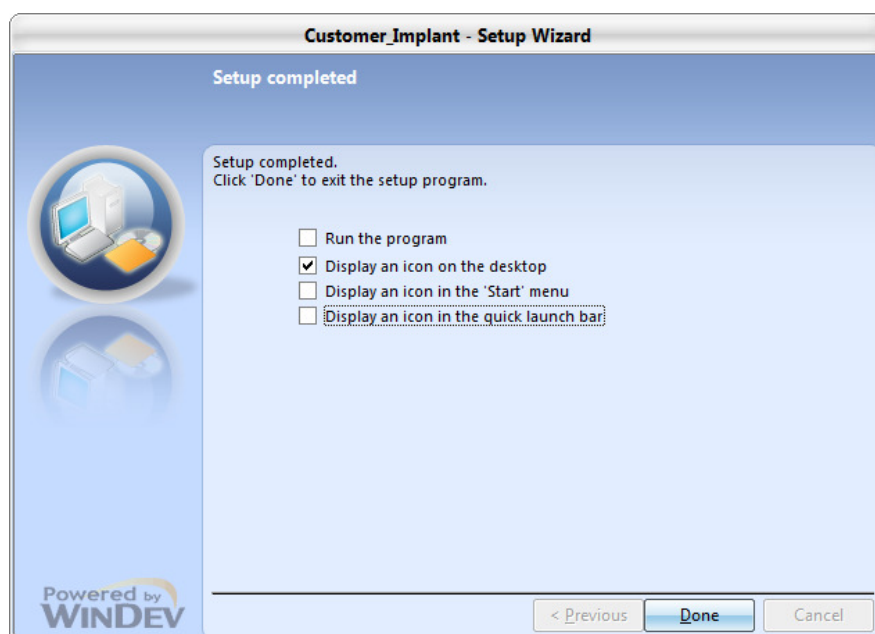 Customer_Implant - Setup Wizard
Setup completed
Setup completed.
Click 'Done' to exit the setup program.
Run the program
Display an icon on the desktop
Display an icon in the 'Start' menu
Display an icon in the quick launch bar
Powered by
WINDEV
< Previous
Done
Cancel